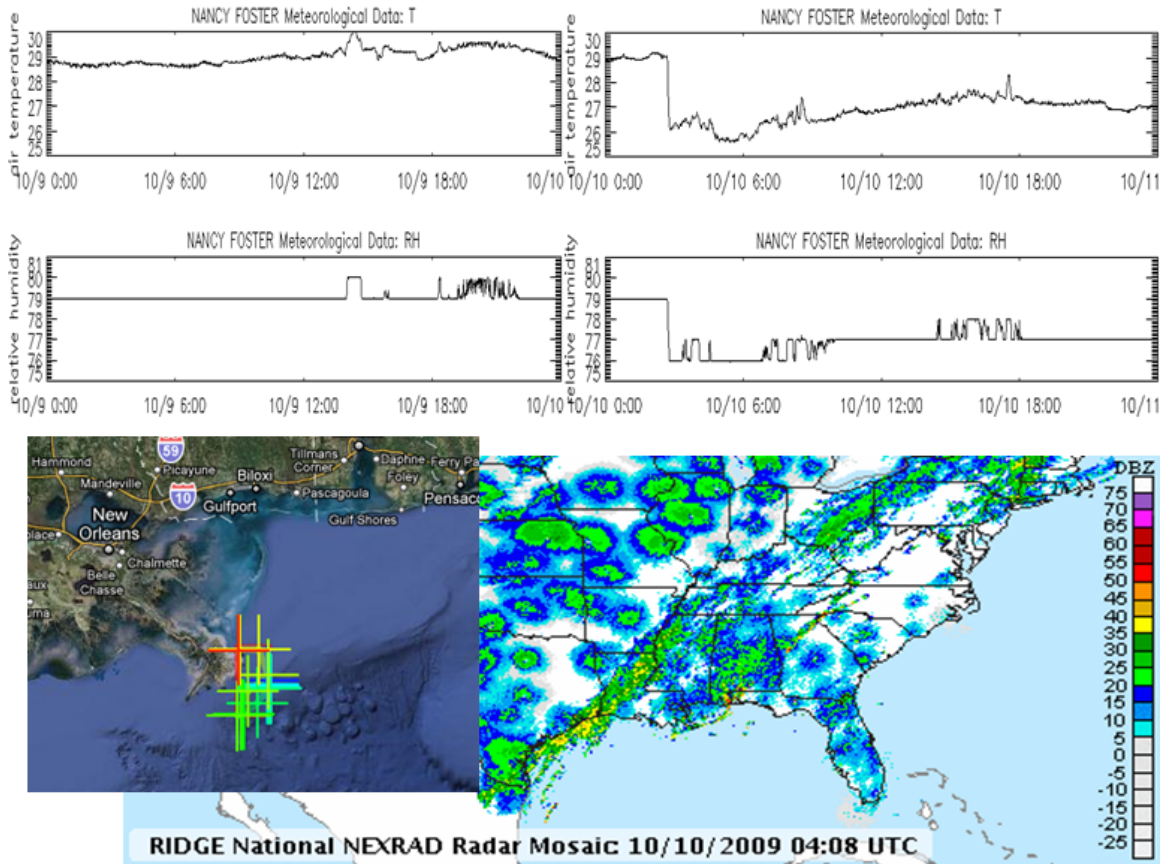 NANCY FOSTER Meteorological Data: T
air temperature
30
29
28
27
26
25
10/9 0:00 10/9 6:00 10/9 12:00 10/9 18:00 10/10
NANCY FOSTER Meteorological Data: T
air temperature
30
29
28
27
26
25
10/10 0:00 10/10 6:00 10/10 12:00 10/10 18:00 10/11
NANCY FOSTER Meteorological Data: RH
relative humidity
81
80
79
78
77
76
75
10/9 0:00 10/9 6:00 10/9 12:00 10/9 18:00 10/10
NANCY FOSTER Meteorological Data: RH
relative humidity
81
80
79
78
77
76
75
10/10 0:00 10/10 6:00 10/10 12:00 10/10 18:00 10/11
59
Hammond
Picayune
Tillmans
Corner
Daphne
Ferry Pa
Foley
Mandeville
10
Biloxi
Gulfport
Pascagoula
Pensac
Gulf Shores
New
Orleans
place
Chalmette
Belle
Chasse
aux
uma
DBZ
75
70
65
60
55
50
45
40
35
30
25
20
15
10
5
0
-5
-10
-15
-20
-25
RIDGE National NEXRAD Radar Mosaic: 10/10/2009 04:08 UTC